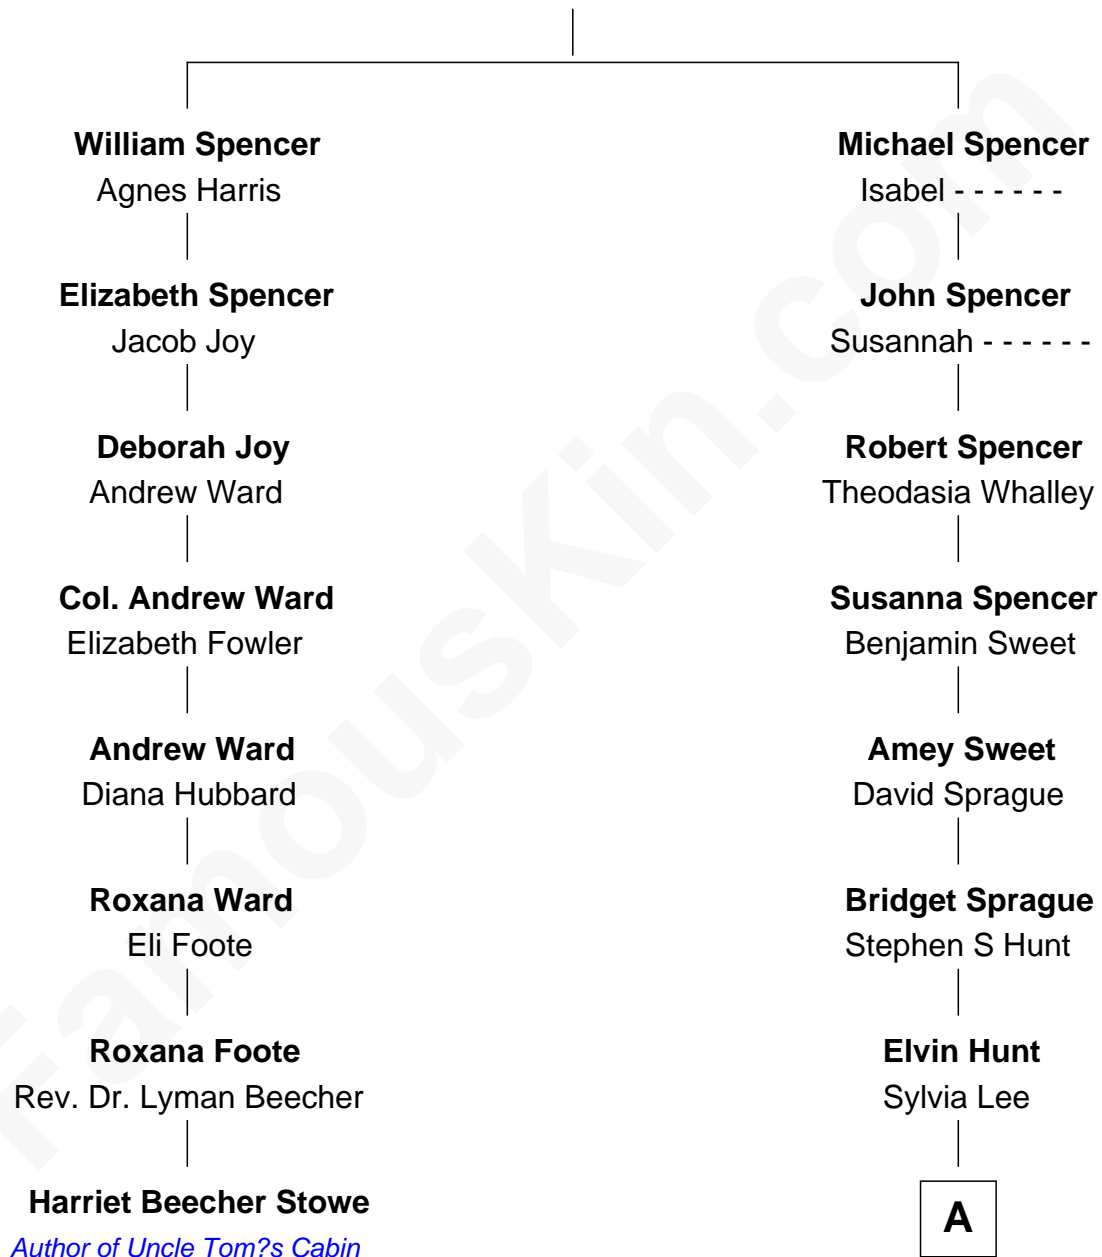 William Spencer
Agnes Harris
Elizabeth Spencer
Jacob Joy
Deborah Joy
Andrew Ward
Col. Andrew Ward
Elizabeth Fowler
Andrew Ward
Diana Hubbard
Roxana Ward
Eli Foote
Roxana Foote
Rev. Dr. Lyman Beecher
Harriet Beecher Stowe
Author of Uncle Tom?s Cabin
Michael Spencer
Isabel - - - - - -
John Spencer
Susannah - - - - - -
Robert Spencer
Theodasia Whalley
Susanna Spencer
Benjamin Sweet
Amey Sweet
David Sprague
Bridget Sprague
Stephen S Hunt
Elvin Hunt
Sylvia Lee
A
FamousKin.com